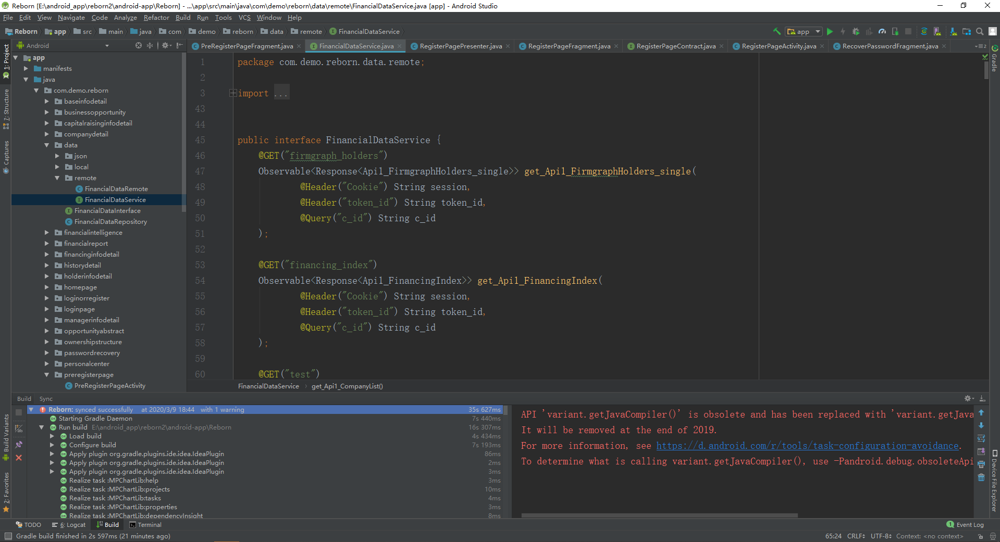 Reborn [E:\android_app\reborn2\android-app\Reborn] - ...\app\src\main\java\com\demo\reborn\data\remote\FinancialDataService.java [app] - Android Studio
File Edit View Navigate Code Analyze Refactor Build Run Tools VCS Window Help
Reborn app src main java com demo reborn data remote FinancialDataService
app
Android
PreRegisterPageFragment.java FinancialDataService.java RegisterPagePresenter.java RegisterPageFragment.java RegisterPageContract.java RegisterPageActivity.java RecoverPasswordFragment.java
1: Project
7: Structure
Captures
Build Variants
2: Favorites
Gradle
Device File Explorer
app
manifests
java
com.demo.reborn
baseinfodetail
businessopportunity
capitalraisinginfodetail
companydetail
data
json
local
remote
FinancialDataRemote
FinancialDataService
FinancialDataInterface
FinancialDataRepository
financialintelligence
financialreport
financinginfodetail
historydetail
holderinfodetail
homepage
loginorregister
loginpage
managerinfodetail
opportunityabstract
ownershipstructure
passwordrecovery
personalcenter
preregisterpage
PreRegisterPageActivity
1 package com.demo.reborn.data.remote;
2
3 import ...
43
44
45 public interface FinancialDataService {
46 @GET("firmgraph_holders")
47 Observable<Response<Api1_FirmgraphHolders_single>> get_Api1_FirmgraphHolders_single(
48 @Header("Cookie") String session,
49 @Header("token_id") String token_id,
50 @Query("c_id") String c_id
51 );
52
53 @GET("financing_index")
54 Observable<Response<Api1_FinancingIndex>> get_Api1_FinancingIndex(
55 @Header("Cookie") String session,
56 @Header("token_id") String token_id,
57 @Query("c_id") String c_id
58 );
59
60 @GET("test")
FinancialDataService get_Api1_CompanyList()
Build Sync
Reborn: synced successfully at 2020/3/9 18:44 with 1 warning 35s 627ms
Starting Gradle Daemon 7s 440ms
Run build E:\android_app\reborn2\android-app\Reborn 16s 307ms
Load build 4s 434ms
Configure build 7s 193ms
Apply plugin org.gradle.plugins.ide.idea.IdeaPlugin 86ms
Apply plugin org.gradle.plugins.ide.idea.IdeaPlugin 2ms
Apply plugin org.gradle.plugins.ide.idea.IdeaPlugin 3ms
Realize task :MPChartLib:help 3ms
Realize task :MPChartLib:projects 10ms
Realize task :MPChartLib:tasks 4ms
Realize task :MPChartLib:properties 3ms
Realize task :MPChartLib:dependencyInsight 8ms
API 'variant.getJavaCompiler()' is obsolete and has been replaced with 'variant.getJava
It will be removed at the end of 2019.
For more information, see https://d.android.com/r/tools/task-configuration-avoidance.
To determine what is calling variant.getJavaCompiler(), use -Pandroid.debug.obsoleteApi
TODO 6: Logcat Build Terminal 1 Event Log
Gradle build finished in 2s 597ms (21 minutes ago) 65:24 CRLF UTF-8 Context: <no context>